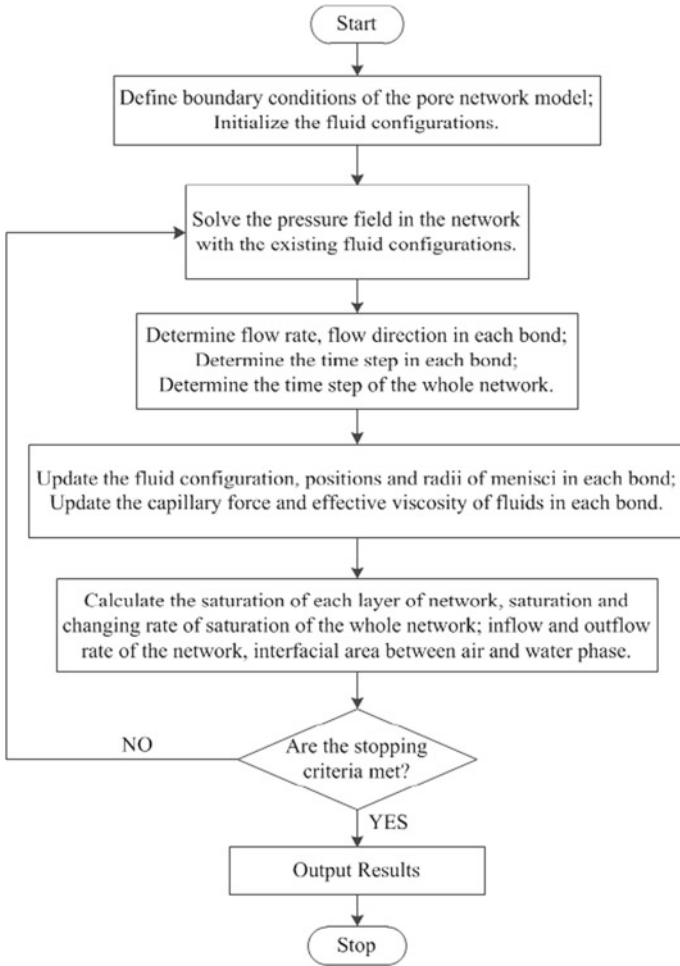 Start
Define boundary conditions of the pore network model;
Initialize the fluid configurations.
Solve the pressure field in the network
with the existing fluid configurations.
Determine flow rate, flow direction in each bond;
Determine the time step in each bond;
Determine the time step of the whole network.
Update the fluid configuration, positions and radii of menisci in each bond;
Update the capillary force and effective viscosity of fluids in each bond.
Calculate the saturation of each layer of network, saturation and
changing rate of saturation of the whole network; inflow and outflow
rate of the network, interfacial area between air and water phase.
NO
Are the stopping
criteria met?
YES
Output Results
Stop